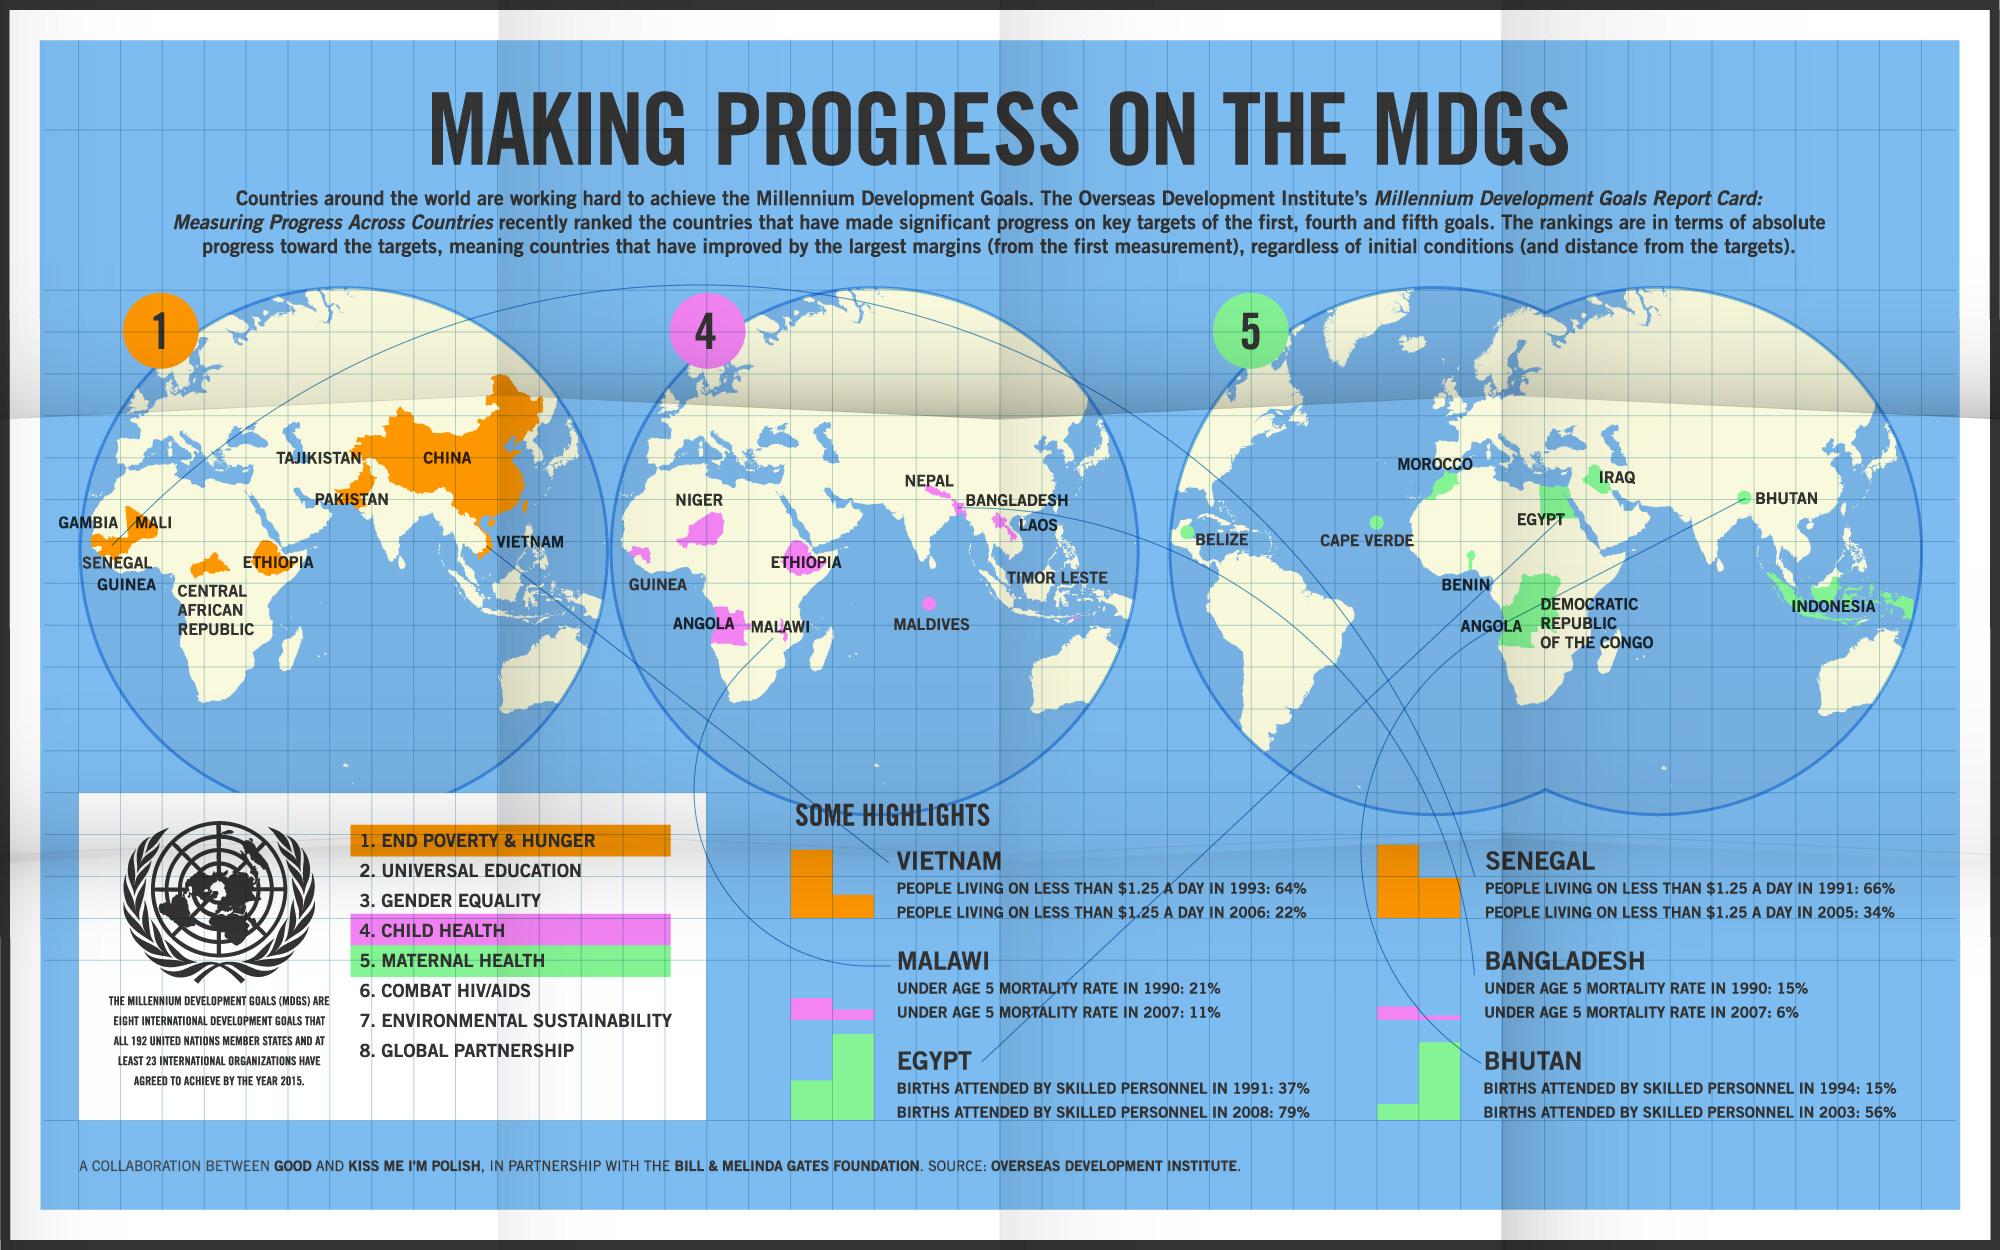 MAKING PROGRESS ON THE MDGS
Countries around the world are working hard to achieve the Millennium Development Goals. The Overseas Development Institute's Millennium Development Goals Report Card:
Measuring Progress Across Countries recently ranked the countries that have made significant progress on key targets of the first, fourth and fifth goals. The rankings are in terms of absolute
progress toward the targets, meaning countries that have improved by the largest margins (from the first measurement), regardless of initial conditions (and distance from the targets).
1
TAJIKISTAN
CHINA
PAKISTAN
GAMBIA
MALI
VIETNAM
SENEGAL
ETHIOPIA
GUINEA
CENTRAL
AFRICAN
REPUBLIC
4
NEPAL
NIGER
BANGLADESH
LAOS
ETHIOPIA
GUINEA
TIMOR LESTE
ANGOLA
MALAWI
MALDIVES
5
MOROCCO
IRAQ
BHUTAN
EGYPT
BELIZE
CAPE VERDE
BENIN
DEMOCRATIC
REPUBLIC
OF THE CONGO
ANGOLA
INDONESIA
THE MILLENNIUM DEVELOPMENT GOALS (MDGS) ARE
EIGHT INTERNATIONAL DEVELOPMENT GOALS THAT
ALL 192 UNITED NATIONS MEMBER STATES AND AT
LEAST 23 INTERNATIONAL ORGANIZATIONS HAVE
AGREED TO ACHIEVE BY THE YEAR 2015.
1. END POVERTY & HUNGER
2. UNIVERSAL EDUCATION
3. GENDER EQUALITY
4. CHILD HEALTH
5. MATERNAL HEALTH
6. COMBAT HIV/AIDS
7. ENVIRONMENTAL SUSTAINABILITY
8. GLOBAL PARTNERSHIP
SOME HIGHLIGHTS
VIETNAM
PEOPLE LIVING ON LESS THAN $1.25 A DAY IN 1993: 64%
PEOPLE LIVING ON LESS THAN $1.25 A DAY IN 2006: 22%
MALAWI
UNDER AGE 5 MORTALITY RATE IN 1990: 21%
UNDER AGE 5 MORTALITY RATE IN 2007: 11%
EGYPT
BIRTHS ATTENDED BY SKILLED PERSONNEL IN 1991: 37%
BIRTHS ATTENDED BY SKILLED PERSONNEL IN 2008: 79%
SENEGAL
PEOPLE LIVING ON LESS THAN $1.25 A DAY IN 1991: 66%
PEOPLE LIVING ON LESS THAN $1.25 A DAY IN 2005: 34%
BANGLADESH
UNDER AGE 5 MORTALITY RATE IN 1990: 15%
UNDER AGE 5 MORTALITY RATE IN 2007: 6%
BHUTAN
BIRTHS ATTENDED BY SKILLED PERSONNEL IN 1994: 15%
BIRTHS ATTENDED BY SKILLED PERSONNEL IN 2003: 56%
A COLLABORATION BETWEEN GOOD AND KISS ME I'M POLISH, IN PARTNERSHIP WITH THE BILL & MELINDA GATES FOUNDATION. SOURCE: OVERSEAS DEVELOPMENT INSTITUTE.